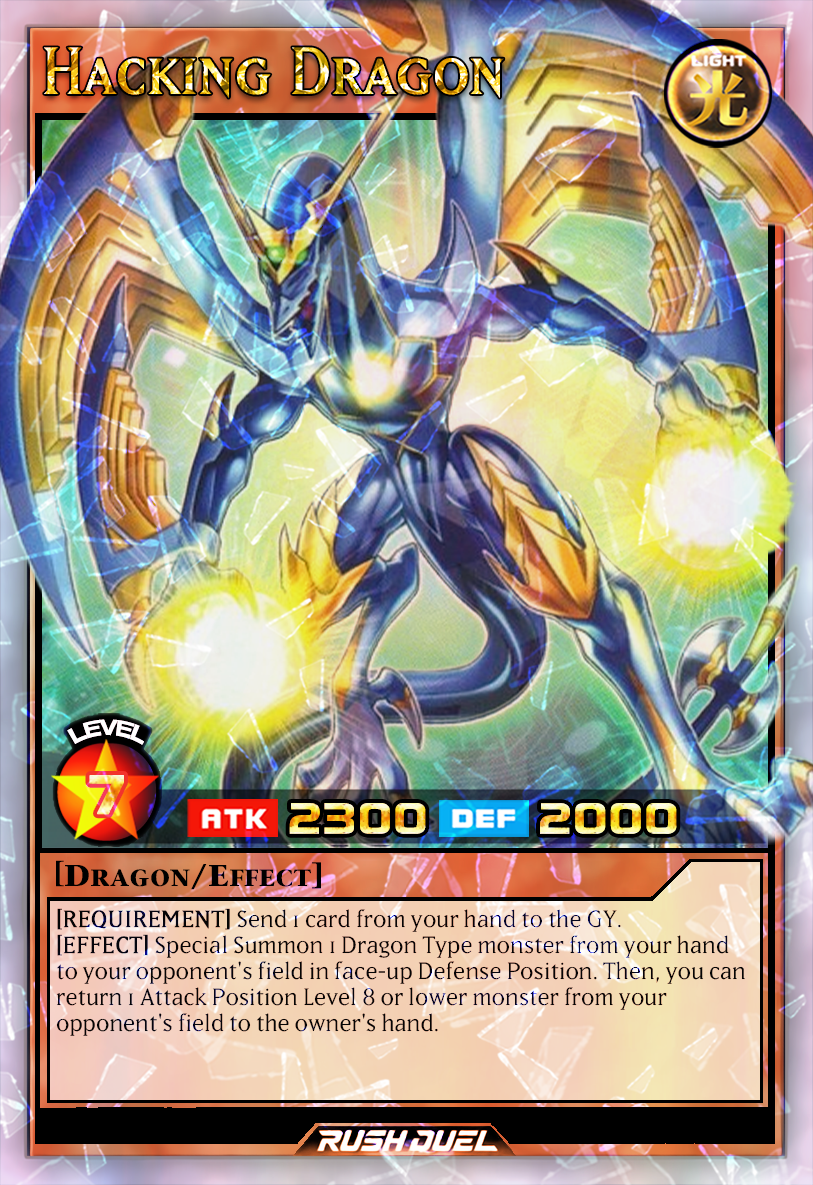 Hacking Dragon
LIGHT
光
LEVEL
7
ATK 2300 DEF 2000
[Dragon/Effect]
[REQUIREMENT] Send 1 card from your hand to the GY.
[EFFECT] Special Summon 1 Dragon Type monster from your hand
to your opponent's field in face-up Defense Position. Then, you can
return 1 Attack Position Level 8 or lower monster from your
opponent's field to the owner's hand.
RUSH DUEL